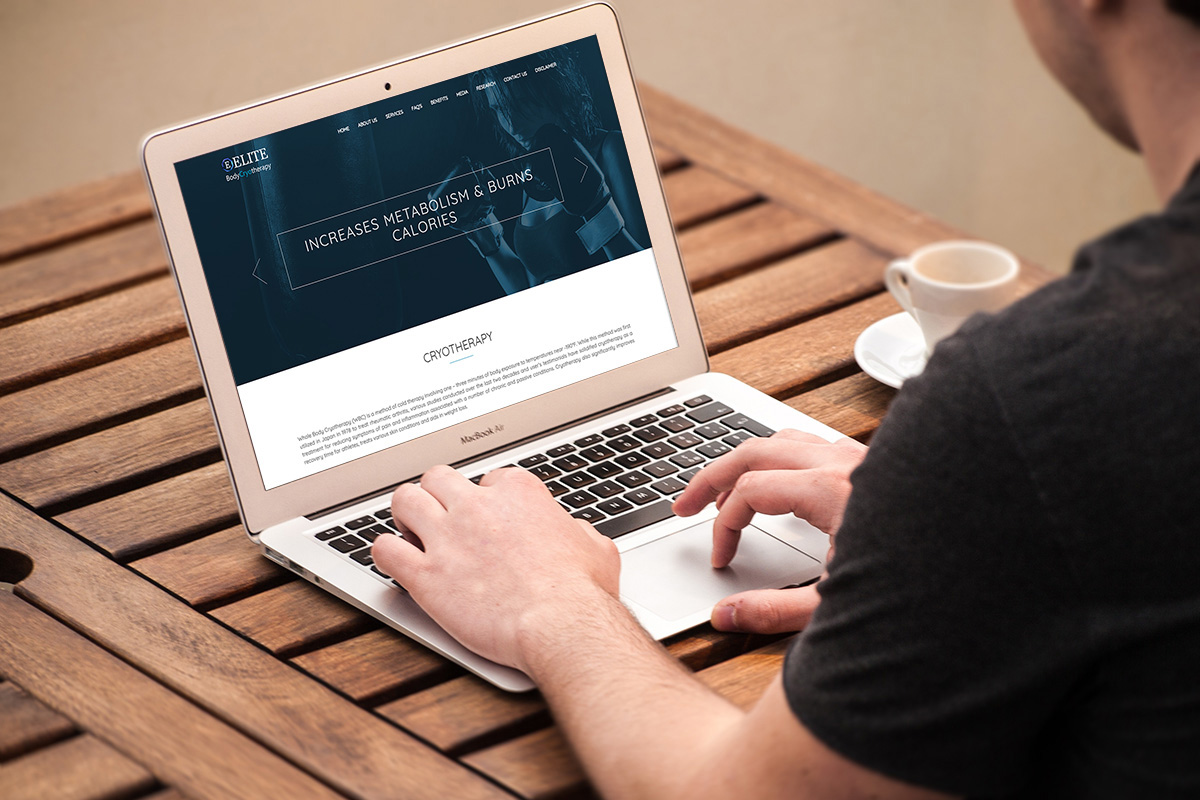 HOME ABOUT US SERVICES FAQ'S BENEFITS MEDIA RESEARCH CONTACT US DISCLAIMER
E ELITE
BodyCryotherapy
INCREASES METABOLISM & BURNS
CALORIES
CRYOTHERAPY
Whole Body Cryotherapy (WBC) is a method of cold therapy involving one - three minutes of body exposure to temperatures near -190°F. While this method was first
utilized in Japan in 1978 to treat rheumatic arthritis, various studies conducted over the last two decades and user's testimonials have solidified cryotherapy as a
treatment for reducing symptoms of pain and inflammation associated with a number of chronic and passive conditions. Cryotherapy also significantly improves
recovery time for athletes, treats various skin conditions and aids in weight loss.
MacBook Air